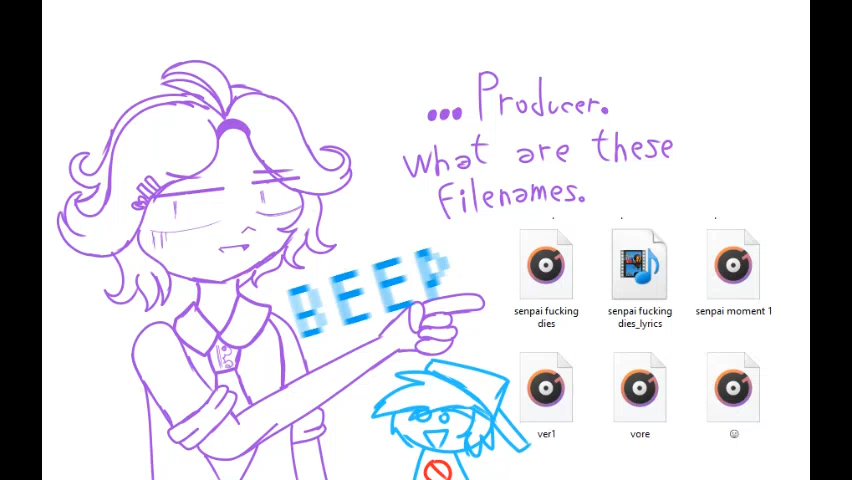 ... Producer.
What are these
Filenames.
BEEP
senpai fucking
dies
senpai fucking
dies_lyrics
senpai moment 1
ver1
vore
☺